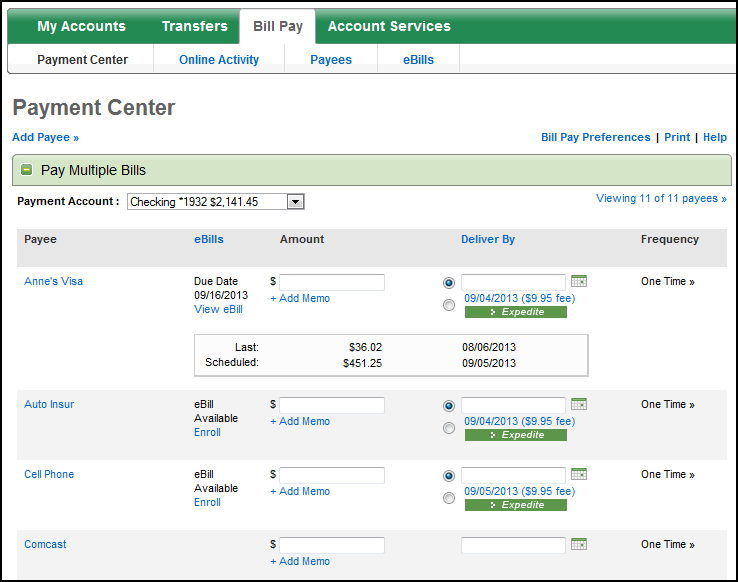 My Accounts Transfers Bill Pay Account Services
Payment Center Online Activity Payees eBills
Payment Center
Add Payee » Bill Pay Preferences | Print | Help
Pay Multiple Bills
Payment Account : Checking *1932 $2,141.45 Viewing 11 of 11 payees »
Payee eBills Amount Deliver By Frequency
Anne's Visa Due Date $ One Time »
09/16/2013 + Add Memo 09/04/2013 ($9.95 fee)
View eBill Expedite
Last: $36.02 08/06/2013
Scheduled: $451.25 09/05/2013
Auto Insur eBill $ One Time »
Available + Add Memo 09/04/2013 ($9.95 fee)
Enroll Expedite
Cell Phone eBill $ One Time »
Available + Add Memo 09/05/2013 ($9.95 fee)
Enroll Expedite
Comcast $ One Time »
+ Add Memo